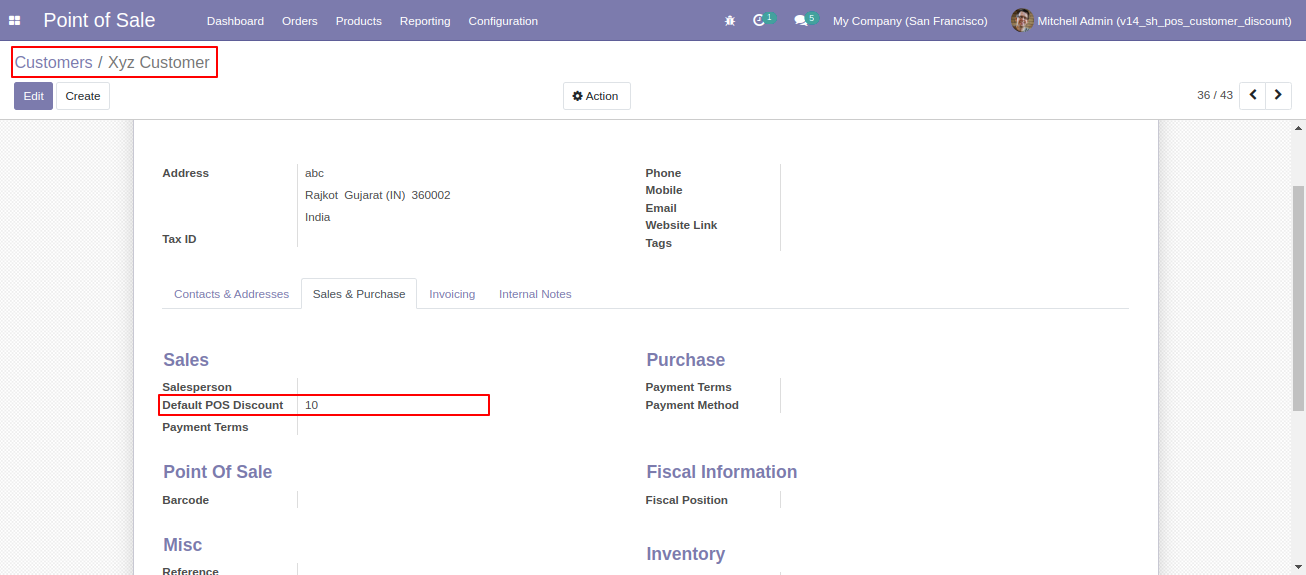 Point of Sale Dashboard Orders Products Reporting Configuration 1 5 My Company (San Francisco) Mitchell Admin (v14_sh_pos_customer_discount)
Customers / Xyz Customer
Edit Create Action 36 / 43
Address abc
Rajkot Gujarat (IN) 360002
India
Tax ID
Phone
Mobile
Email
Website Link
Tags
Contacts & Addresses Sales & Purchase Invoicing Internal Notes
Sales
Salesperson
Default POS Discount 10
Payment Terms
Purchase
Payment Terms
Payment Method
Point Of Sale
Barcode
Fiscal Information
Fiscal Position
Misc
Reference
Inventory